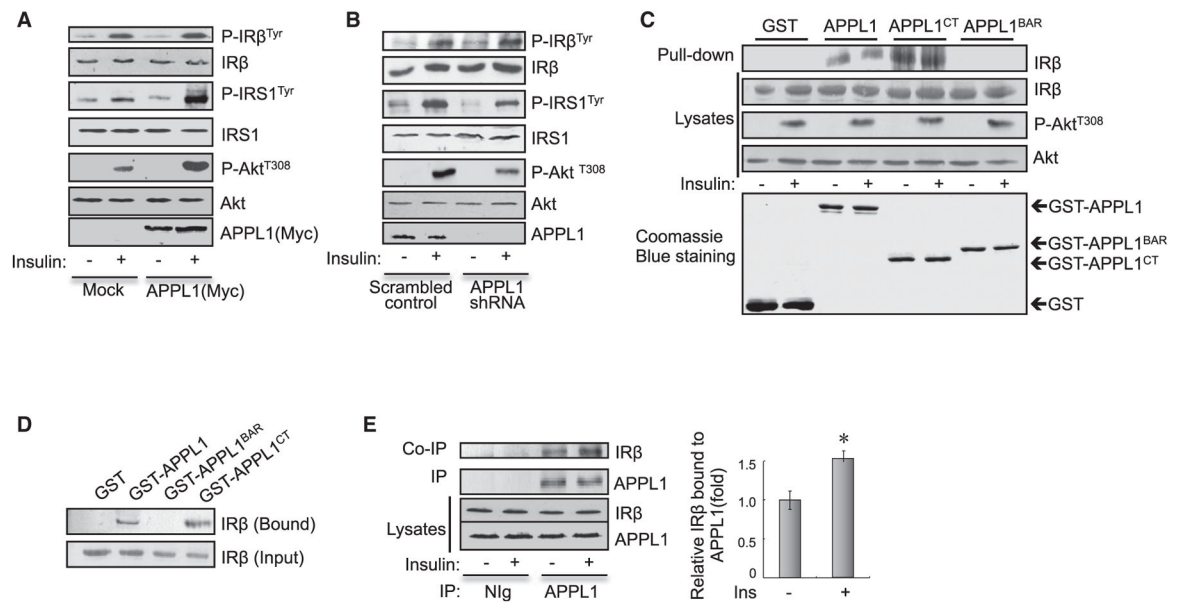 A
P-IRβTyr
IRβ
P-IRS1Tyr
IRS1
P-AktT308
Akt
APPL1(Myc)
Insulin: - + - +
Mock APPL1(Myc)
B
P-IRβTyr
IRβ
P-IRS1Tyr
IRS1
P-Akt T308
Akt
APPL1
Insulin: - + - +
Scrambled control APPL1 shRNA
C
GST APPL1 APPL1CT APPL1BAR
Pull-down IRβ
Lysates
IRβ
P-AktT308
Akt
Insulin: - + - + - + - +
Coomassie
Blue staining
GST-APPL1
GST-APPL1BAR
GST-APPL1CT
GST
D
GST
GST-APPL1
GST-APPL1BAR
GST-APPL1CT
IRβ (Bound)
IRβ (Input)
E
Co-IP IRβ
IP APPL1
Lysates
IRβ
APPL1
Insulin: - + - +
IP: NIg APPL1
Relative IRβ bound to
APPL1(fold)
1.5
1.0
0.5
0
*
Ins - +